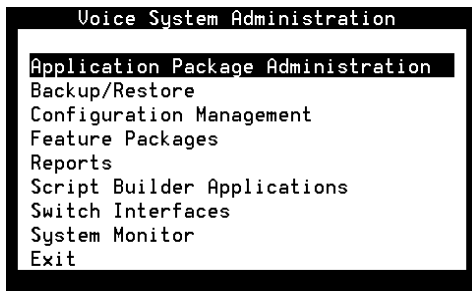 Voice System Administration
Application Package Administration
Backup/Restore
Configuration Management
Feature Packages
Reports
Script Builder Applications
Switch Interfaces
System Monitor
Exit